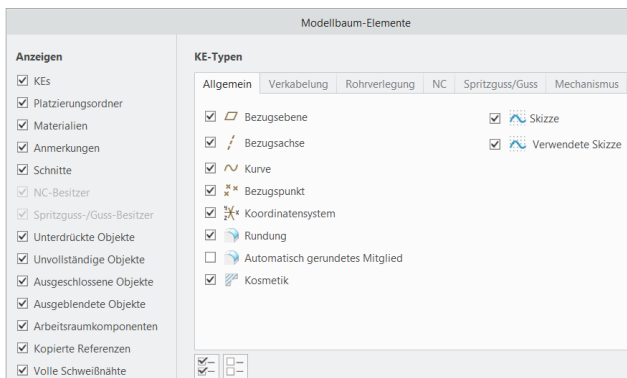 Modellbaum-Elemente
Anzeigen
KEs
Platzierungsordner
Materialien
Anmerkungen
Schnitte
NC-Besitzer
Spritzguss-/Guss-Besitzer
Unterdrückte Objekte
Unvollständige Objekte
Ausgeschlossene Objekte
Ausgeblendete Objekte
Arbeitsraumkomponenten
Kopierte Referenzen
Volle Schweißnähte
KE-Typen
Allgemein Verkabelung Rohrverlegung NC Spritzguss/Guss Mechanismus
Bezugsebene
Bezugsachse
Kurve
Bezugspunkt
Koordinatensystem
Rundung
Automatisch gerundetes Mitglied
Kosmetik
Skizze
Verwendete Skizze